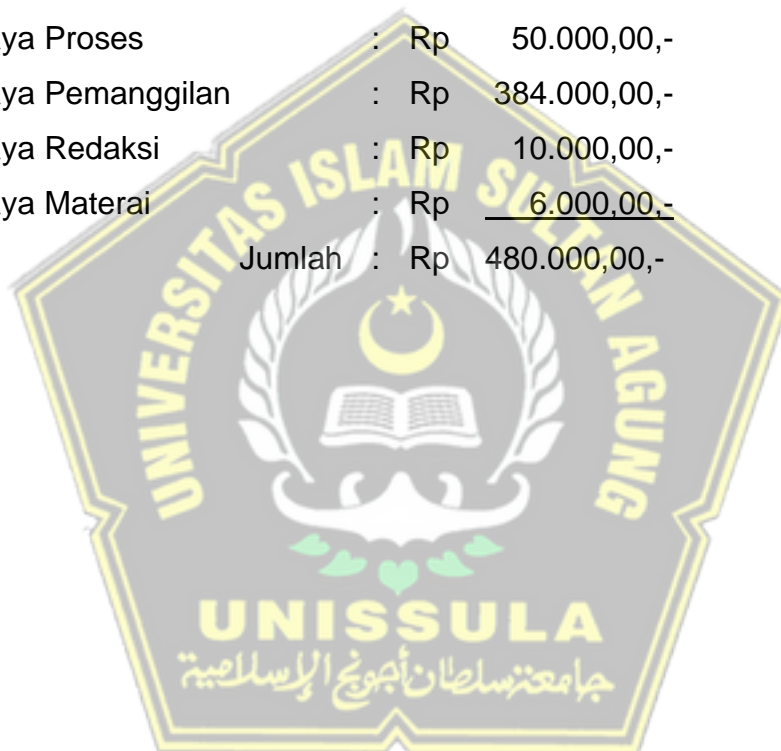 ya Proses : Rp 50.000,00,-
ya Pemanggilan : Rp 384.000,00,-
ya Redaksi : Rp 10.000,00,-
ya Materai : Rp 6.000,00,-
Jumlah : Rp 480.000,00,-
UNIVERSITAS ISLAM SULTAN AGUNG
UNISSULA
جامعة سلطان أجونج الإسلامية